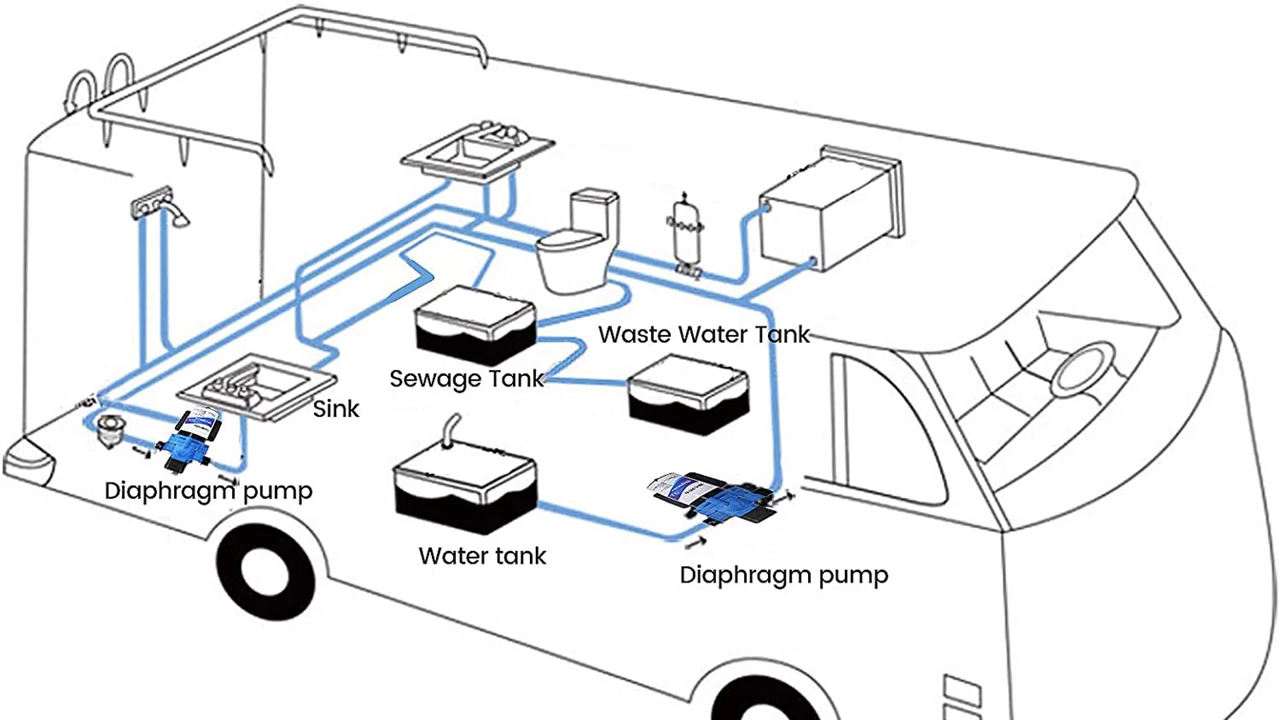 Waste Water Tank
Sewage Tank
Sink
Diaphragm pump
Water tank
Diaphragm pump